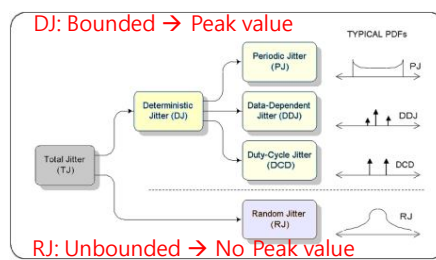 DJ: Bounded → Peak value
TYPICAL PDFs
Periodic Jitter
(PJ)
PJ
Deterministic
Jitter (DJ)
Data-Dependent
Jitter (DDJ)
DDJ
Duty-Cycle Jitter
(DCD)
DCD
Total Jitter
(TJ)
Random Jitter
(RJ)
RJ
RJ: Unbounded → No Peak value